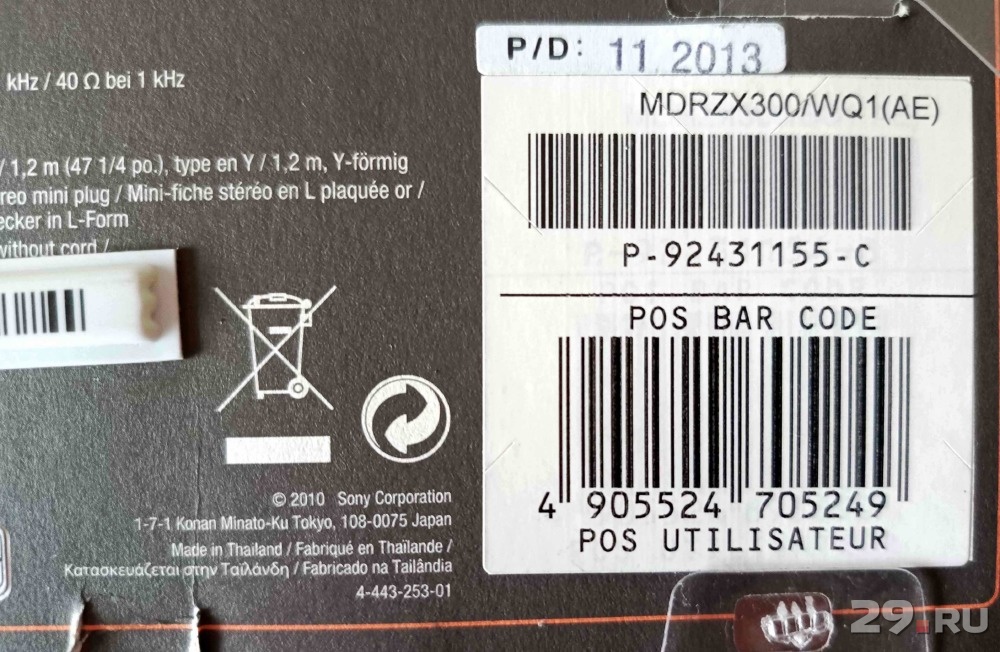 kHz / 40 Ω bei 1 kHz
/ 1,2 m (47 1/4 po.), type en Y / 1,2 m, Y-förmig
reo mini plug / Mini-fiche stéréo en L plaquée or /
ecker in L-Form
without cord /
P/D: 11.2013
MDRZX300/WQ1(AE)
P-92431155-C
POS BAR CODE
4 905524 705249
POS UTILISATEUR
© 2010 Sony Corporation
1-7-1 Konan Minato-Ku Tokyo, 108-0075 Japan
Made in Thailand / Fabriqué en Thaïlande /
Κατασκευάζεται στην Ταϊλάνδη / Fabricado na Tailândia
4-443-253-01
29.RU